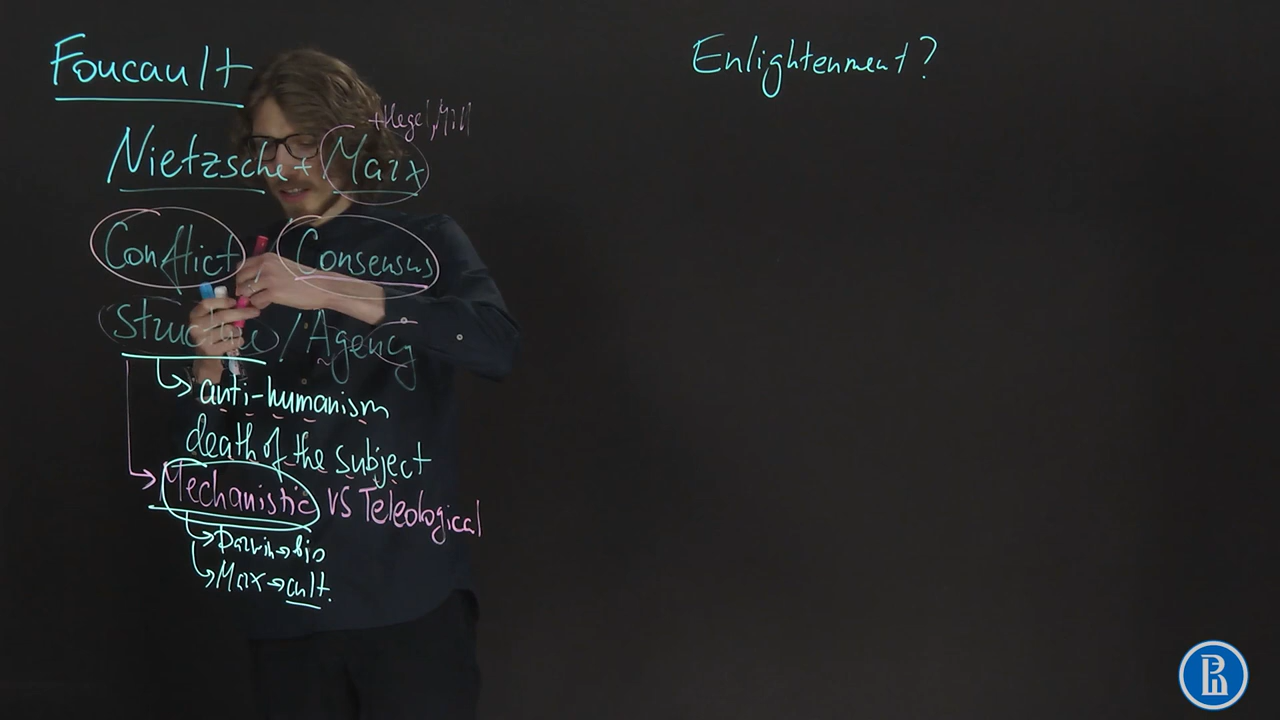 Foucault
+Hegel, Mill
Nietzsche + Marx
Conflict / Consensus
Structure / Agency
anti-humanism
death of the subject
Mechanistic VS Teleological
Darwin → bio
Marx → cult.
Enlightenment?